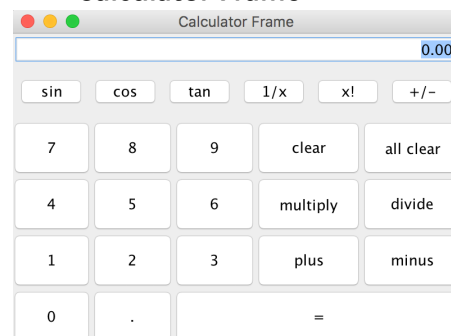 Calculator Frame
0.00
sin cos tan 1/x x! +/-
7 8 9 clear all clear
4 5 6 multiply divide
1 2 3 plus minus
0 . =